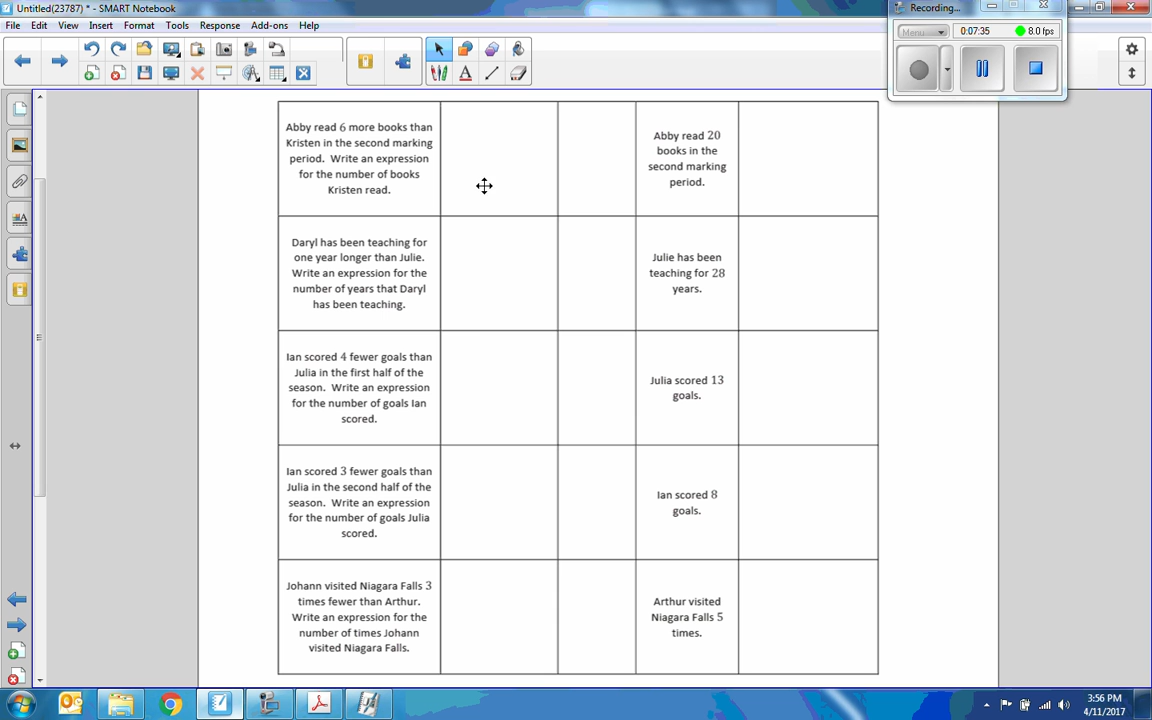 Untitled(23787) * - SMART Notebook
Recording...
File Edit View Insert Format Tools Response Add-ons Help
Menu
0:07:35
8.0 fps
Abby read 6 more books than
Kristen in the second marking
period. Write an expression
for the number of books
Kristen read.
Abby read 20
books in the
second marking
period.
Daryl has been teaching for
one year longer than Julie.
Write an expression for the
number of years that Daryl
has been teaching.
Julie has been
teaching for 28
years.
Ian scored 4 fewer goals than
Julia in the first half of the
season. Write an expression
for the number of goals Ian
scored.
Julia scored 13
goals.
Ian scored 3 fewer goals than
Julia in the second half of the
season. Write an expression
for the number of goals Julia
scored.
Ian scored 8
goals.
Johann visited Niagara Falls 3
times fewer than Arthur.
Write an expression for the
number of times Johann
visited Niagara Falls.
Arthur visited
Niagara Falls 5
times.
3:56 PM
4/11/2017